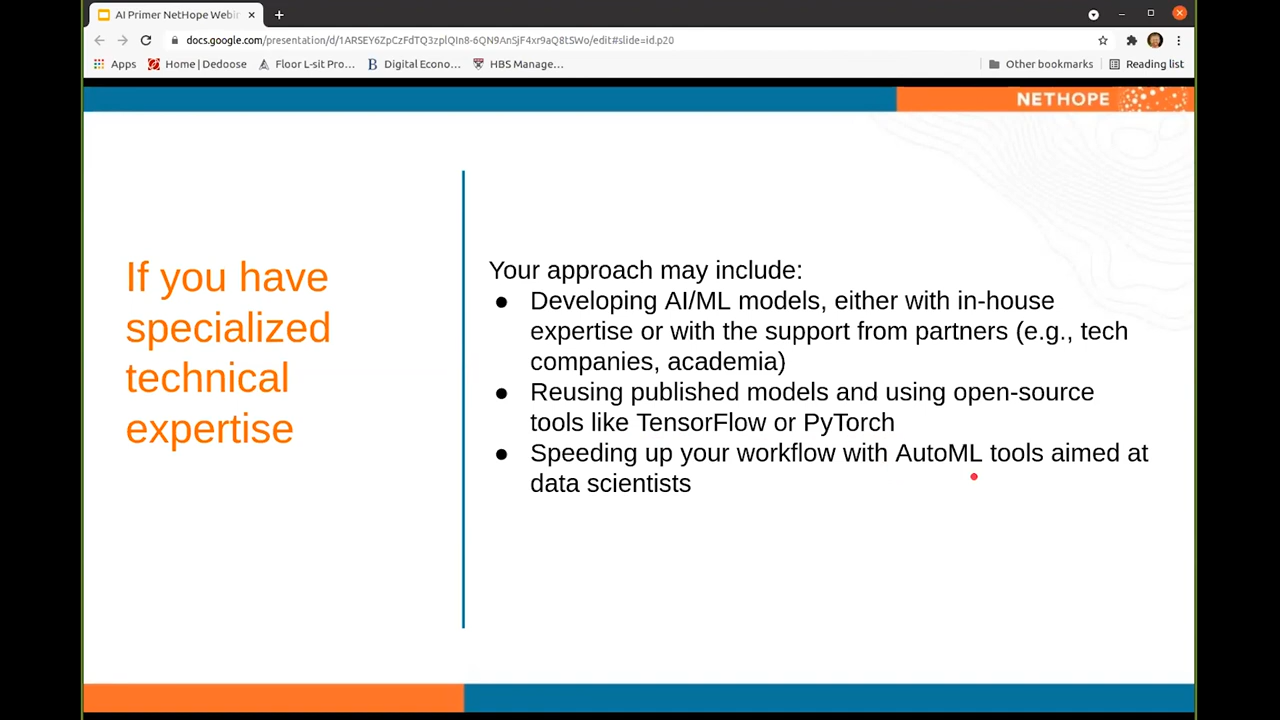 AI Primer NetHope Webin
docs.google.com/presentation/d/1ARSEY6ZpCzFdTQ3zplQIn8-6QN9AnSjF4xr9aQ8tSWo/edit#slide=id.p20
Apps Home | Dedoose Floor L-sit Pro... Digital Econo... HBS Manage... Other bookmarks Reading list
NETHOPE
If you have
specialized
technical
expertise
Your approach may include:
● Developing AI/ML models, either with in-house
expertise or with the support from partners (e.g., tech
companies, academia)
● Reusing published models and using open-source
tools like TensorFlow or PyTorch
● Speeding up your workflow with AutoML tools aimed at
data scientists